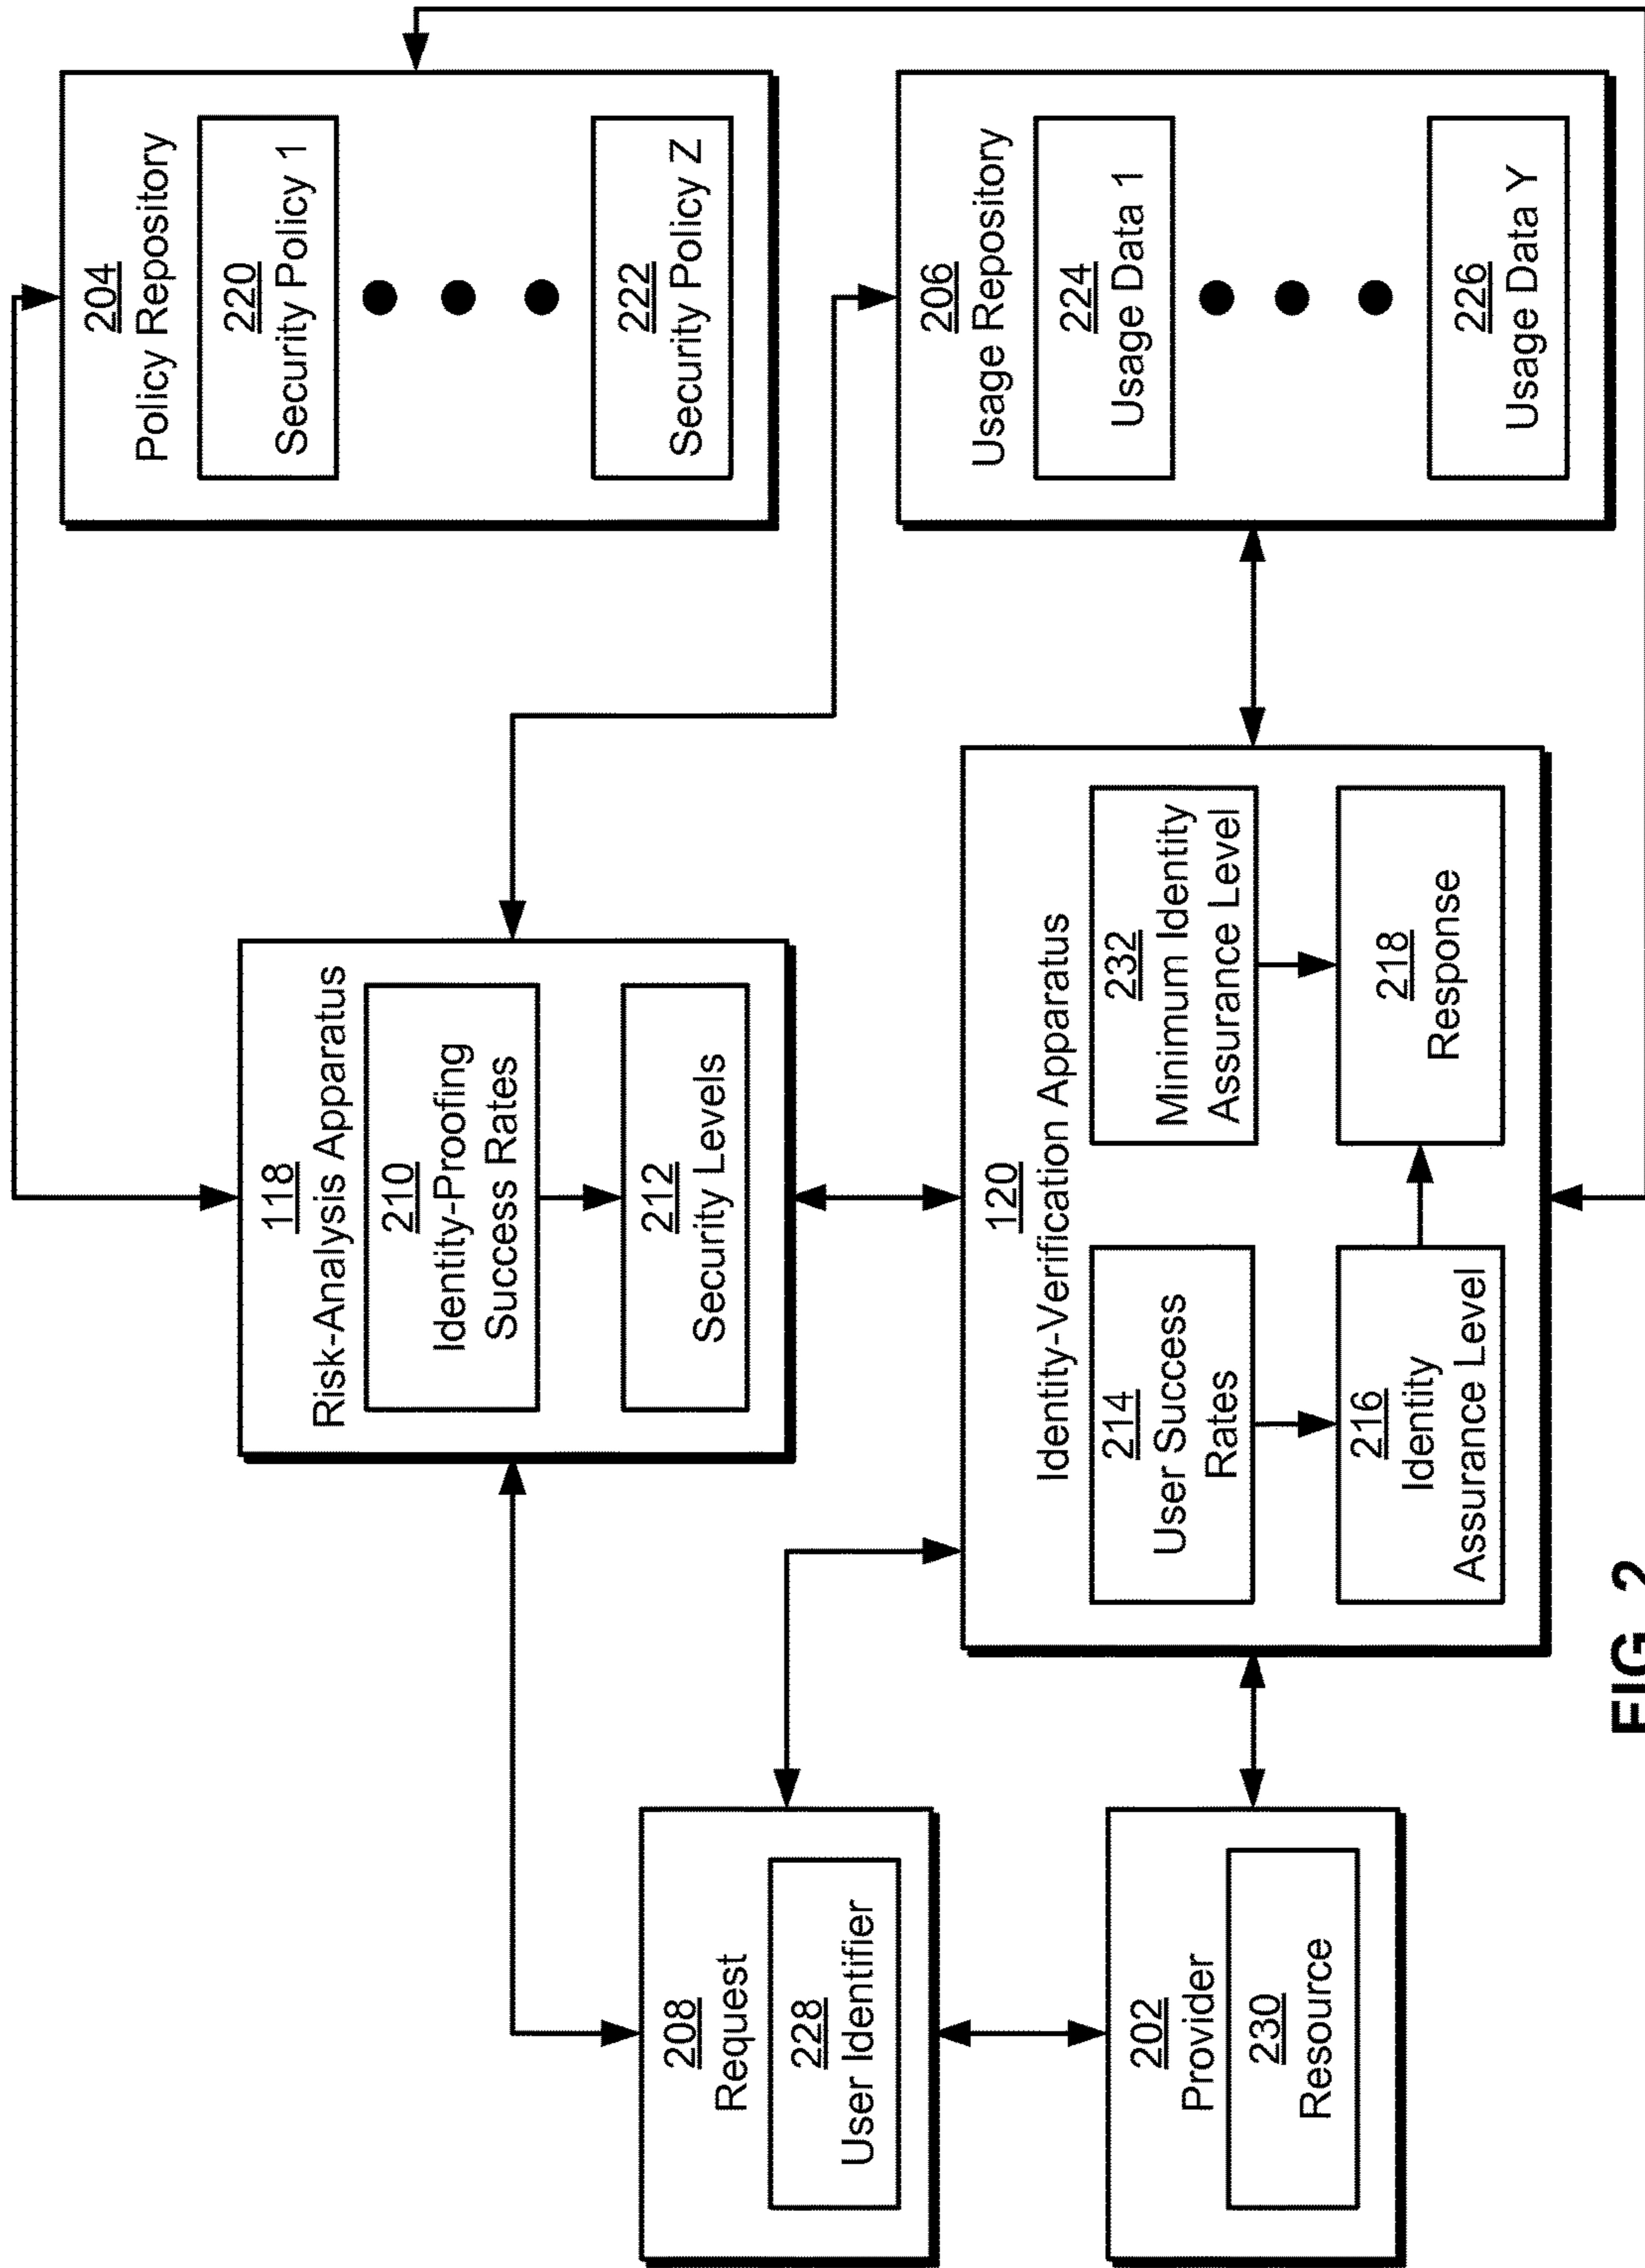 208
Request
228
User Identifier
202
Provider
230
Resource
118
Risk-Analysis Apparatus
210
Identity-Proofing
Success Rates
212
Security Levels
120
Identity-Verification Apparatus
214
User Success
Rates
232
Minimum Identity
Assurance Level
216
Identity
Assurance Level
218
Response
204
Policy Repository
220
Security Policy 1
222
Security Policy Z
206
Usage Repository
224
Usage Data 1
226
Usage Data Y
FIG. 2